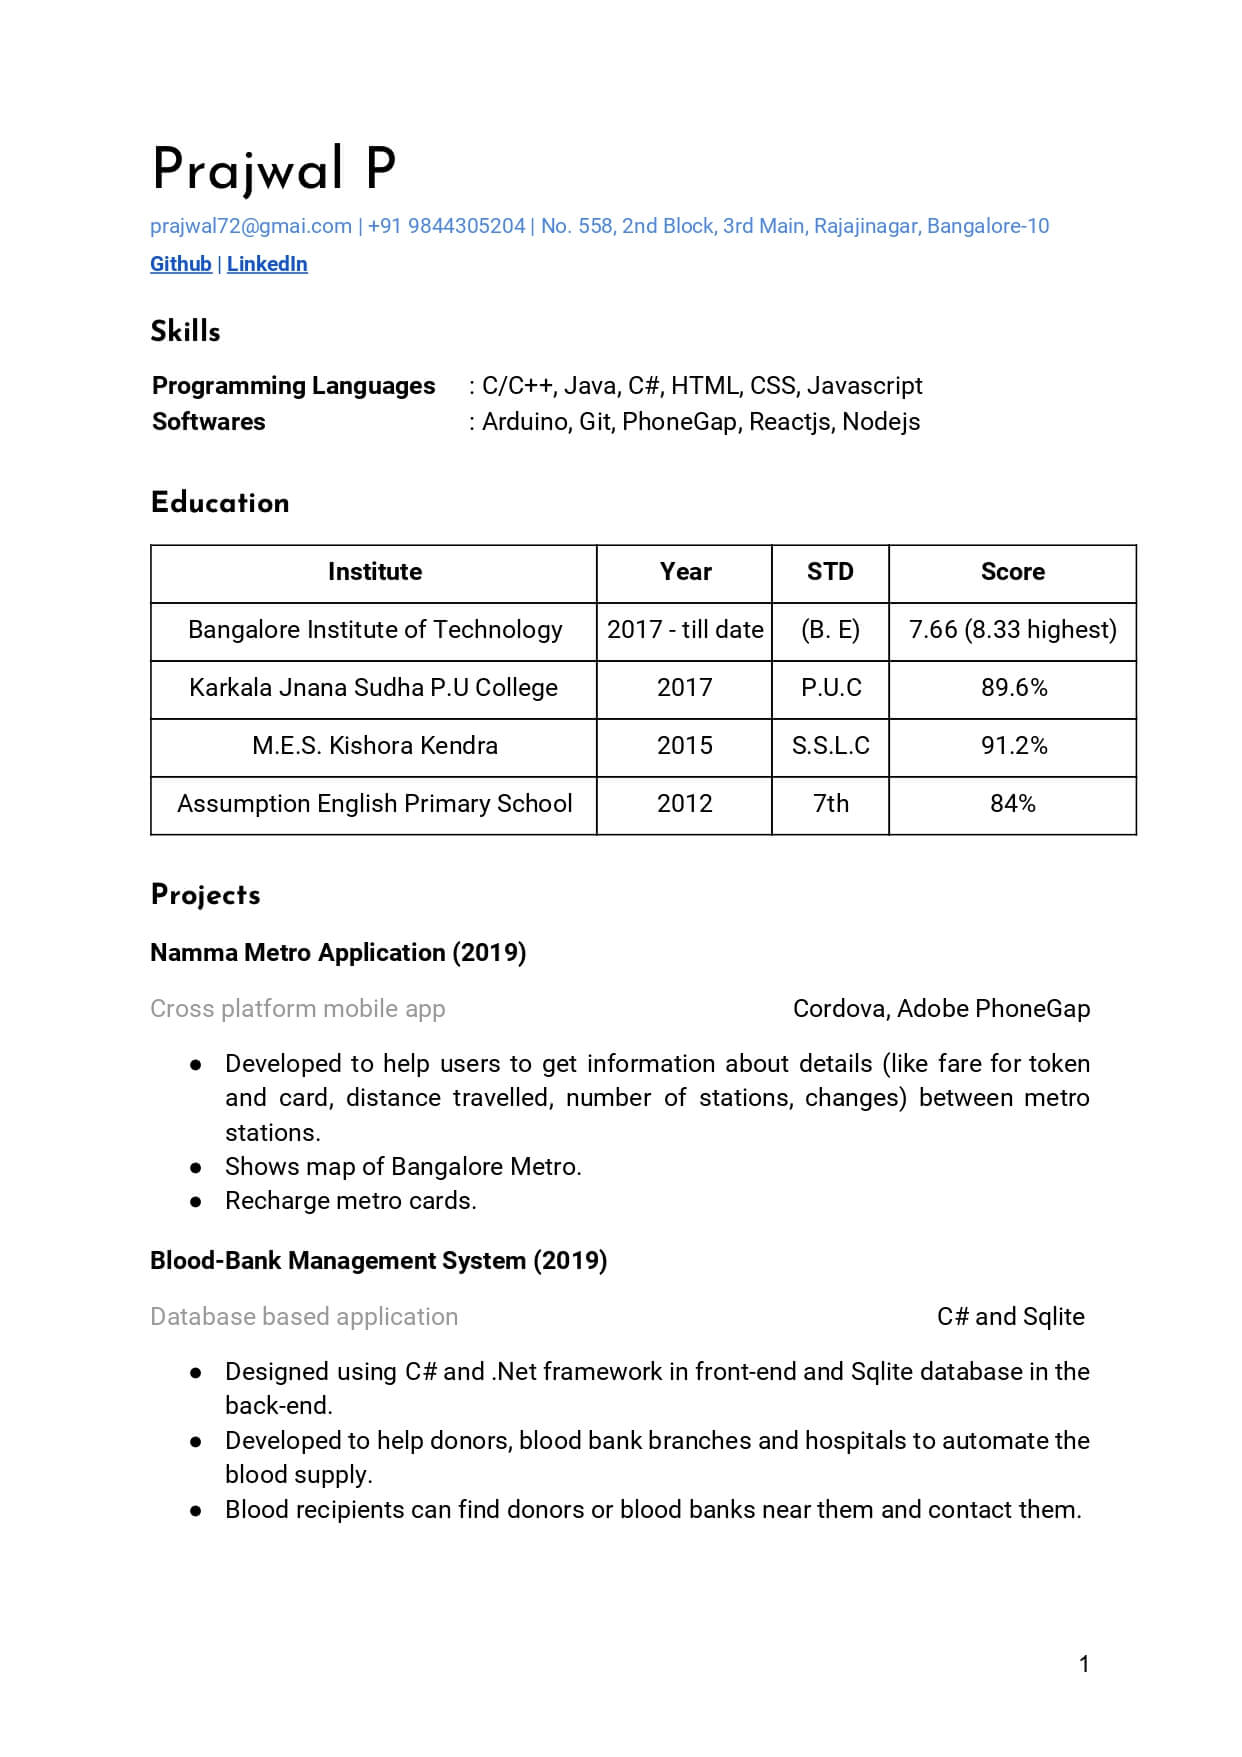 Prajwal P
prajwal72@gmai.com | +91 9844305204 | No. 558, 2nd Block, 3rd Main, Rajajinagar, Bangalore-10
Github | LinkedIn
Skills
Programming Languages : C/C++, Java, C#, HTML, CSS, Javascript
Softwares : Arduino, Git, PhoneGap, Reactjs, Nodejs
Education
Institute Year STD Score
Bangalore Institute of Technology 2017 - till date (B. E) 7.66 (8.33 highest)
Karkala Jnana Sudha P.U College 2017 P.U.C 89.6%
M.E.S. Kishora Kendra 2015 S.S.L.C 91.2%
Assumption English Primary School 2012 7th 84%
Projects
Namma Metro Application (2019)
Cross platform mobile app Cordova, Adobe PhoneGap
● Developed to help users to get information about details (like fare for token
and card, distance travelled, number of stations, changes) between metro
stations.
● Shows map of Bangalore Metro.
● Recharge metro cards.
Blood-Bank Management System (2019)
Database based application C# and Sqlite
● Designed using C# and .Net framework in front-end and Sqlite database in the
back-end.
● Developed to help donors, blood bank branches and hospitals to automate the
blood supply.
● Blood recipients can find donors or blood banks near them and contact them.
1